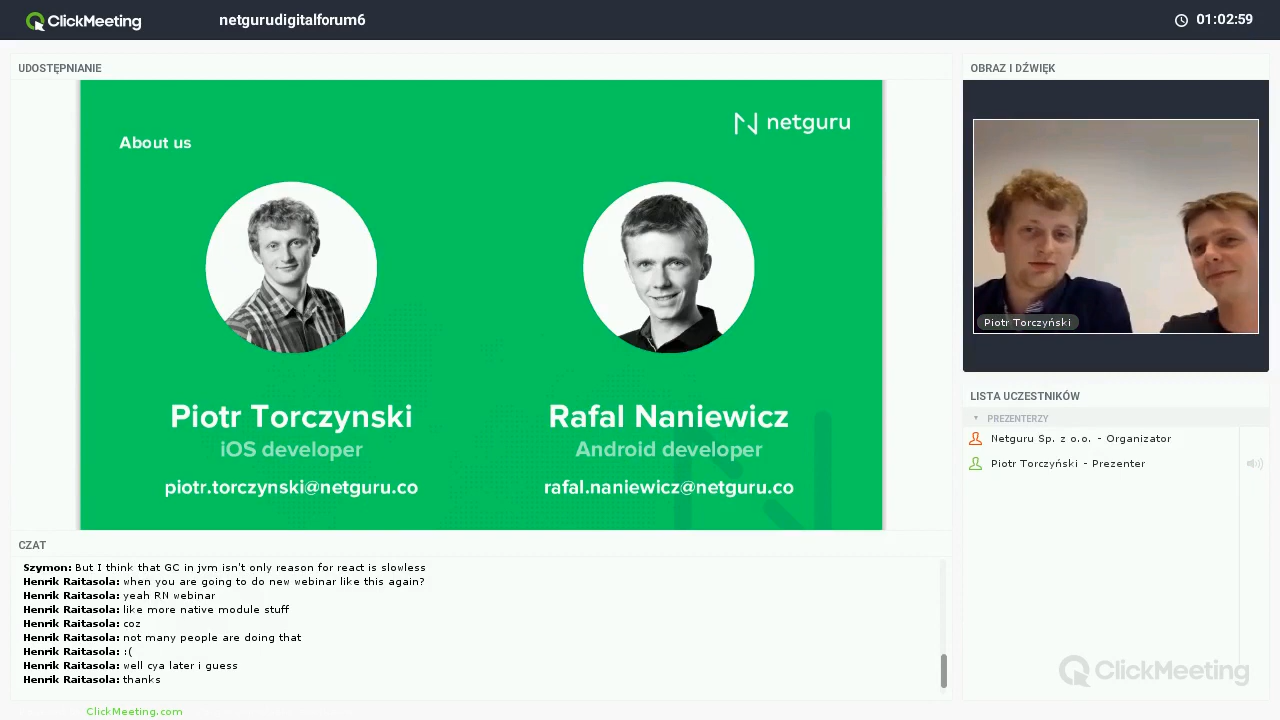 ClickMeeting
netgurudigitalforum6
01:02:59
UDOSTĘPNIANIE
About us
netguru
Piotr Torczynski
iOS developer
piotr.torczynski@netguru.co
Rafal Naniewicz
Android developer
rafal.naniewicz@netguru.co
OBRAZ I DŹWIĘK
Piotr Torczyński
LISTA UCZESTNIKÓW
PREZENTERZY
Netguru Sp. z o.o. - Organizator
Piotr Torczyński - Prezenter
CZAT
Szymon: But I think that GC in jvm isn't only reason for react is slowless
Henrik Raitasola: when you are going to do new webinar like this again?
Henrik Raitasola: yeah RN webinar
Henrik Raitasola: like more native module stuff
Henrik Raitasola: coz
Henrik Raitasola: not many people are doing that
Henrik Raitasola: :(
Henrik Raitasola: well cya later i guess
Henrik Raitasola: thanks
ClickMeeting
ClickMeeting.com